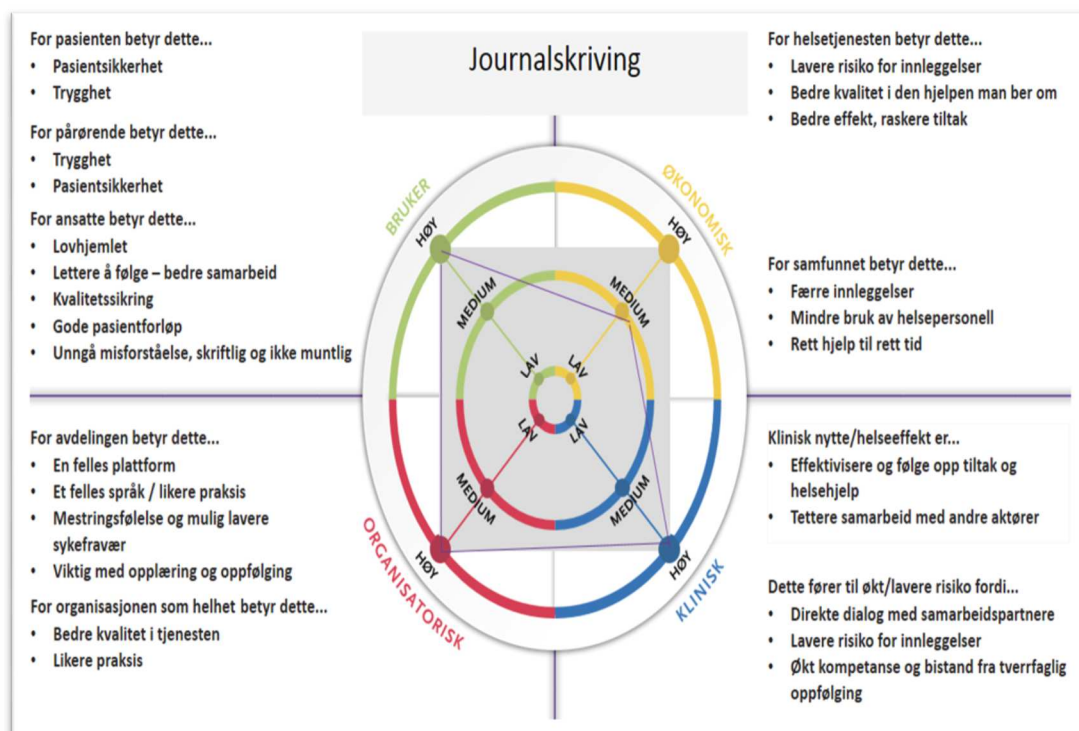 Journalskriving
For pasienten betyr dette...
• Pasientsikkerhet
• Trygghet
For pårørende betyr dette...
• Trygghet
• Pasientsikkerhet
For ansatte betyr dette...
• Lovhjemlet
• Lettere å følge – bedre samarbeid
• Kvalitetssikring
• Gode pasientforløp
• Unngå misforståelse, skriftlig og ikke muntlig
For helsetjenesten betyr dette...
• Lavere risiko for innleggelser
• Bedre kvalitet i den hjelpen man ber om
• Bedre effekt, raskere tiltak
For samfunnet betyr dette...
• Færre innleggelser
• Mindre bruk av helsepersonell
• Rett hjelp til rett tid
BRUKER
HØY
MEDIUM
LAV
ØKONOMISK
HØY
MEDIUM
LAV
ORGANISATORISK
HØY
MEDIUM
LAV
KLINISK
HØY
MEDIUM
LAV
For avdelingen betyr dette...
• En felles plattform
• Et felles språk / likere praksis
• Mestringsfølelse og mulig lavere
sykefravær
• Viktig med opplæring og oppfølging
For organisasjonen som helhet betyr dette...
• Bedre kvalitet i tjenesten
• Likere praksis
Klinisk nytte/helseeffekt er...
• Effektivisere og følge opp tiltak og
helsehjelp
• Tettere samarbeid med andre aktører
Dette fører til økt/lavere risiko fordi...
• Direkte dialog med samarbeidspartnere
• Lavere risiko for innleggelser
• Økt kompetanse og bistand fra tverrfaglig
oppfølging